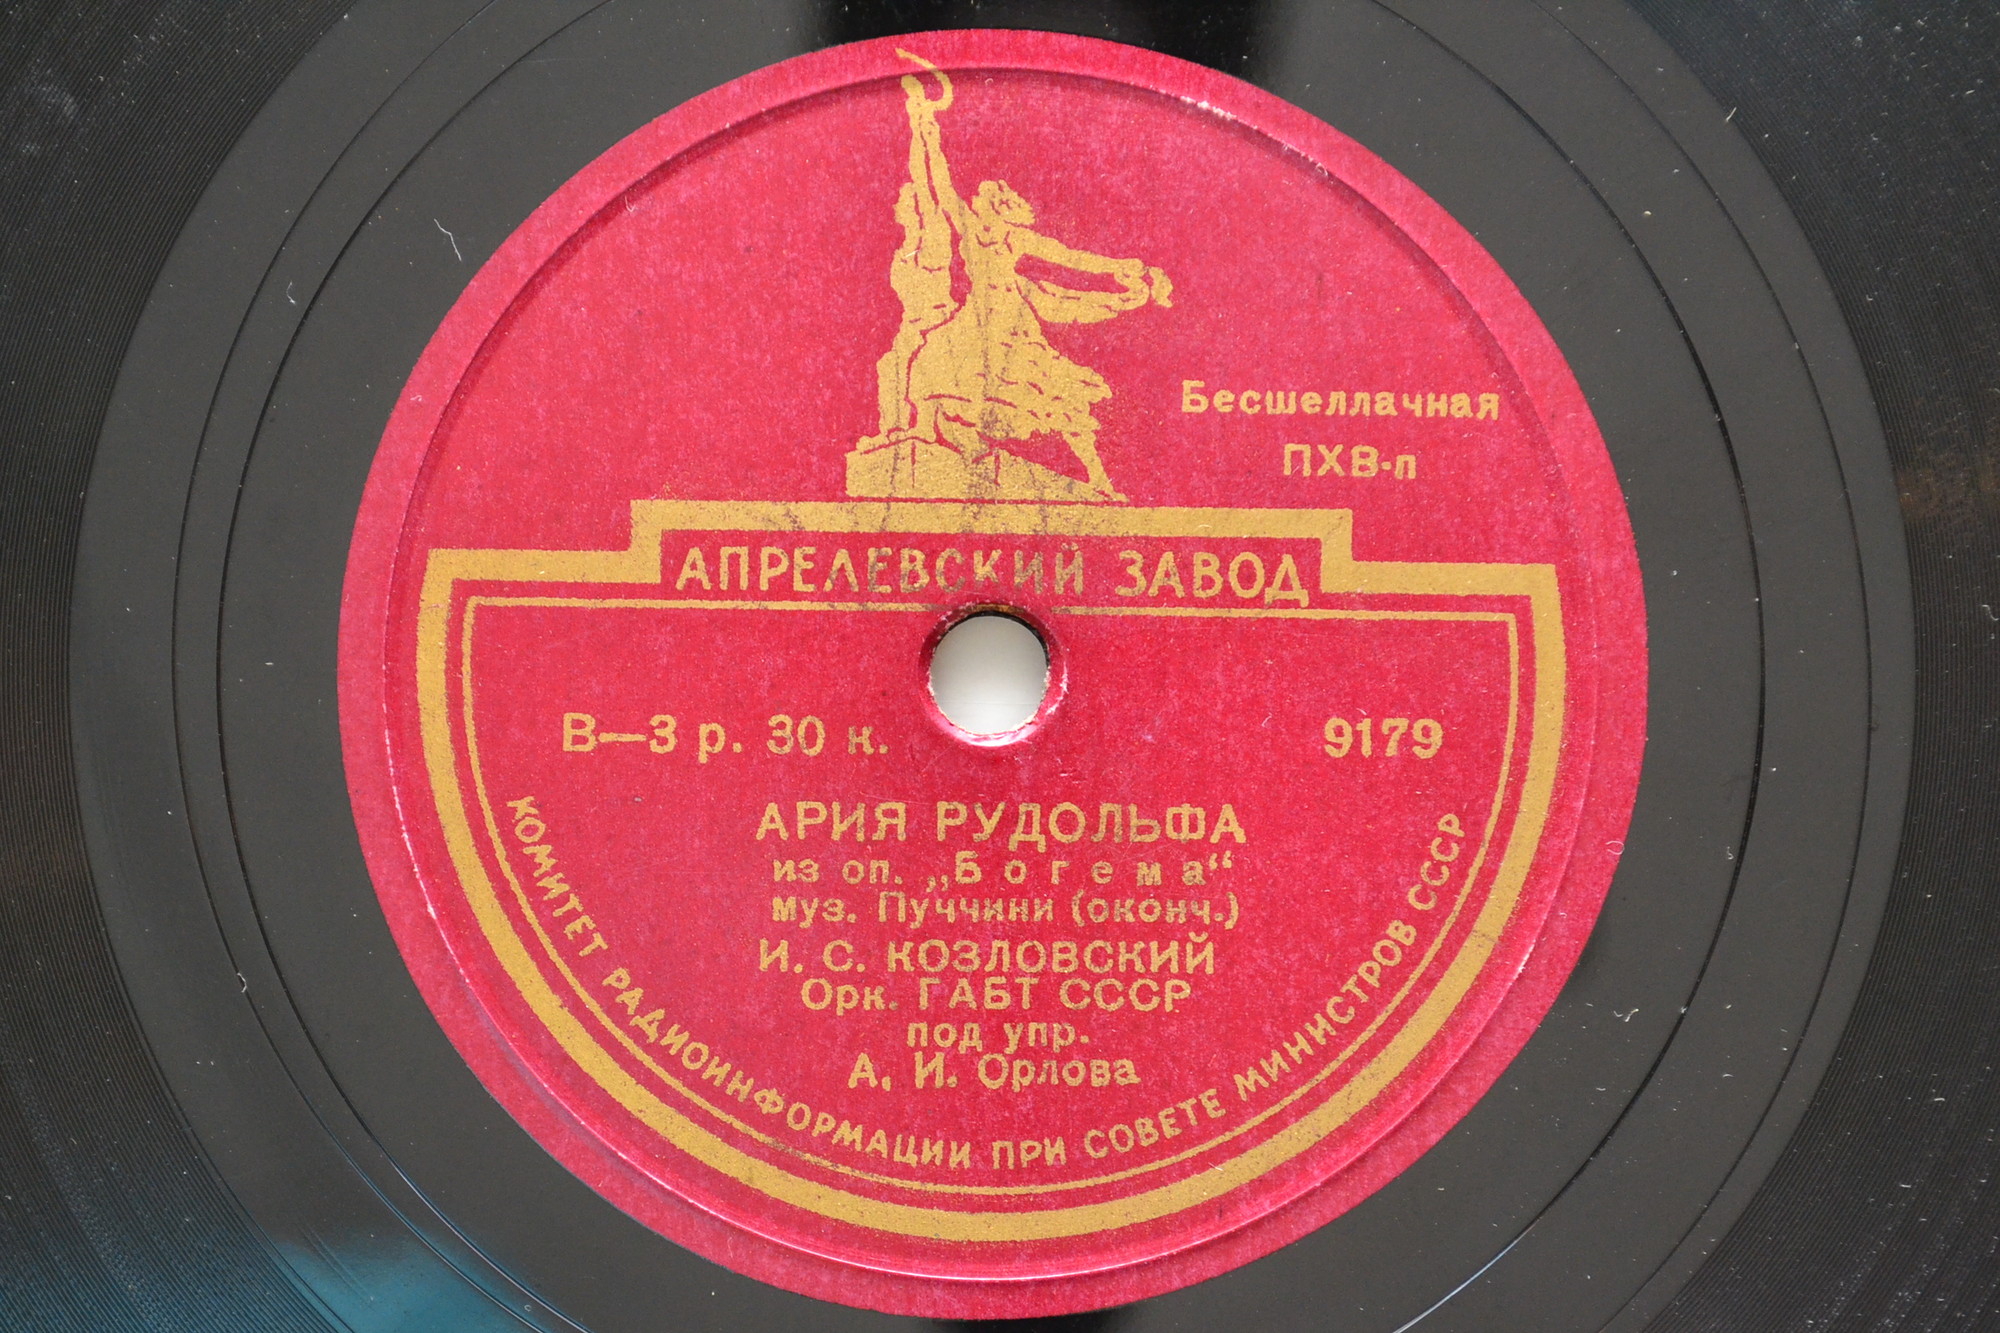 Бесшеллачная
ПХВ-п
АПРЕЛЕВСКИЙ ЗАВОД
В—3 р. 30 к.
9179
АРИЯ РУДОЛЬФА
из оп. „Богема“
муз. Пуччини (оконч.)
И. С. КОЗЛОВСКИЙ
Орк. ГАБТ СССР
под упр.
А. И. Орлова
КОМИТЕТ РАДИОИНФОРМАЦИИ ПРИ СОВЕТЕ МИНИСТРОВ СССР